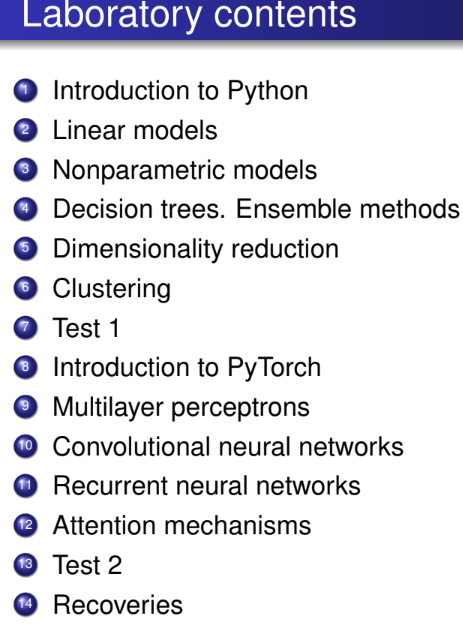 Laboratory contents
1 Introduction to Python
2 Linear models
3 Nonparametric models
4 Decision trees. Ensemble methods
5 Dimensionality reduction
6 Clustering
7 Test 1
8 Introduction to PyTorch
9 Multilayer perceptrons
10 Convolutional neural networks
11 Recurrent neural networks
12 Attention mechanisms
13 Test 2
14 Recoveries